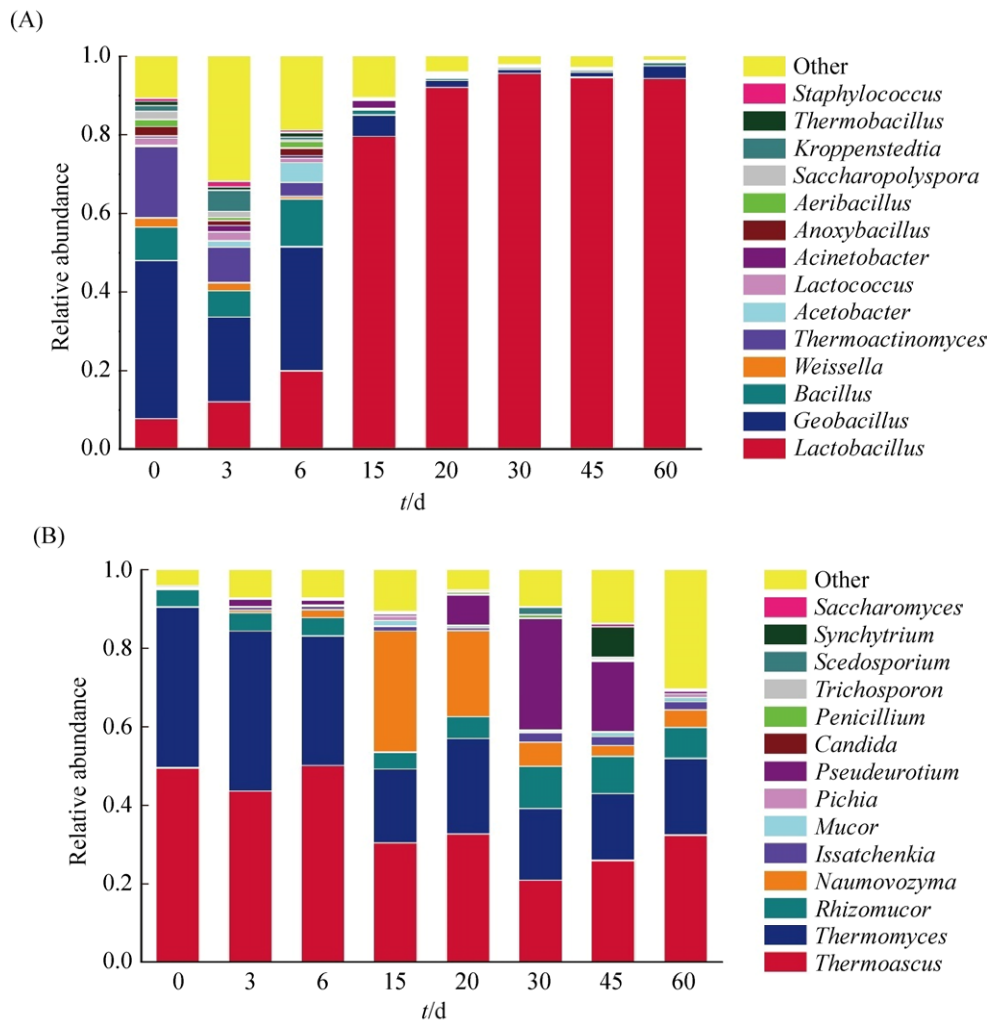 (A)
1.0
0.8
0.6
0.4
0.2
0.0
Relative abundance
0 3 6 15 20 30 45 60
t/d
Other
Staphylococcus
Thermobacillus
Kroppenstedtia
Saccharopolyspora
Aeribacillus
Anoxybacillus
Acinetobacter
Lactococcus
Acetobacter
Thermoactinomyces
Weissella
Bacillus
Geobacillus
Lactobacillus
(B)
1.0
0.8
0.6
0.4
0.2
0.0
Relative abundance
0 3 6 15 20 30 45 60
t/d
Other
Saccharomyces
Synchytrium
Scedosporium
Trichosporon
Penicillium
Candida
Pseudeurotium
Pichia
Mucor
Issatchenkia
Naumovozyma
Rhizomucor
Thermomyces
Thermoascus